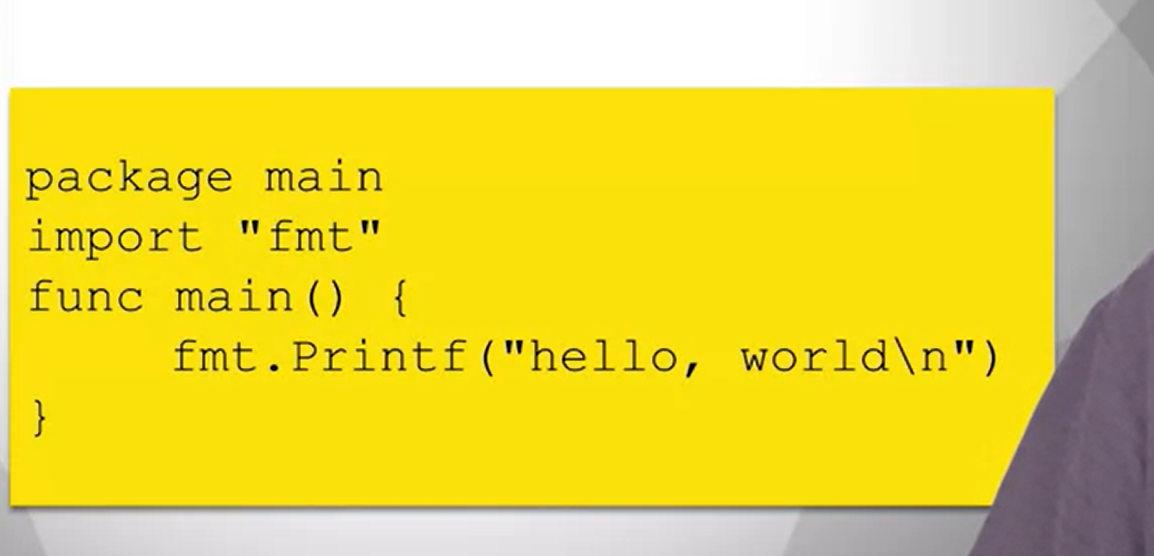 package main
import "fmt"
func main() {
     fmt.Printf("hello, world\n")
}